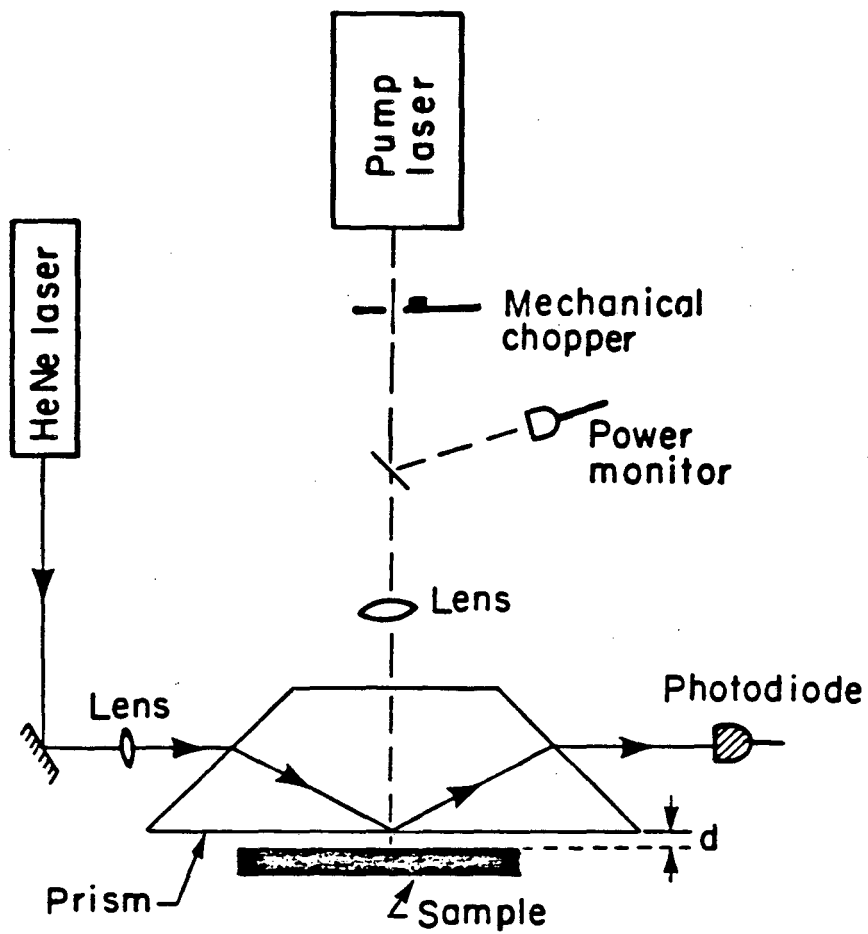 Pump
laser
HeNe laser
Mechanical
chopper
Power
monitor
Lens
Lens
Photodiode
d
Prism
Sample